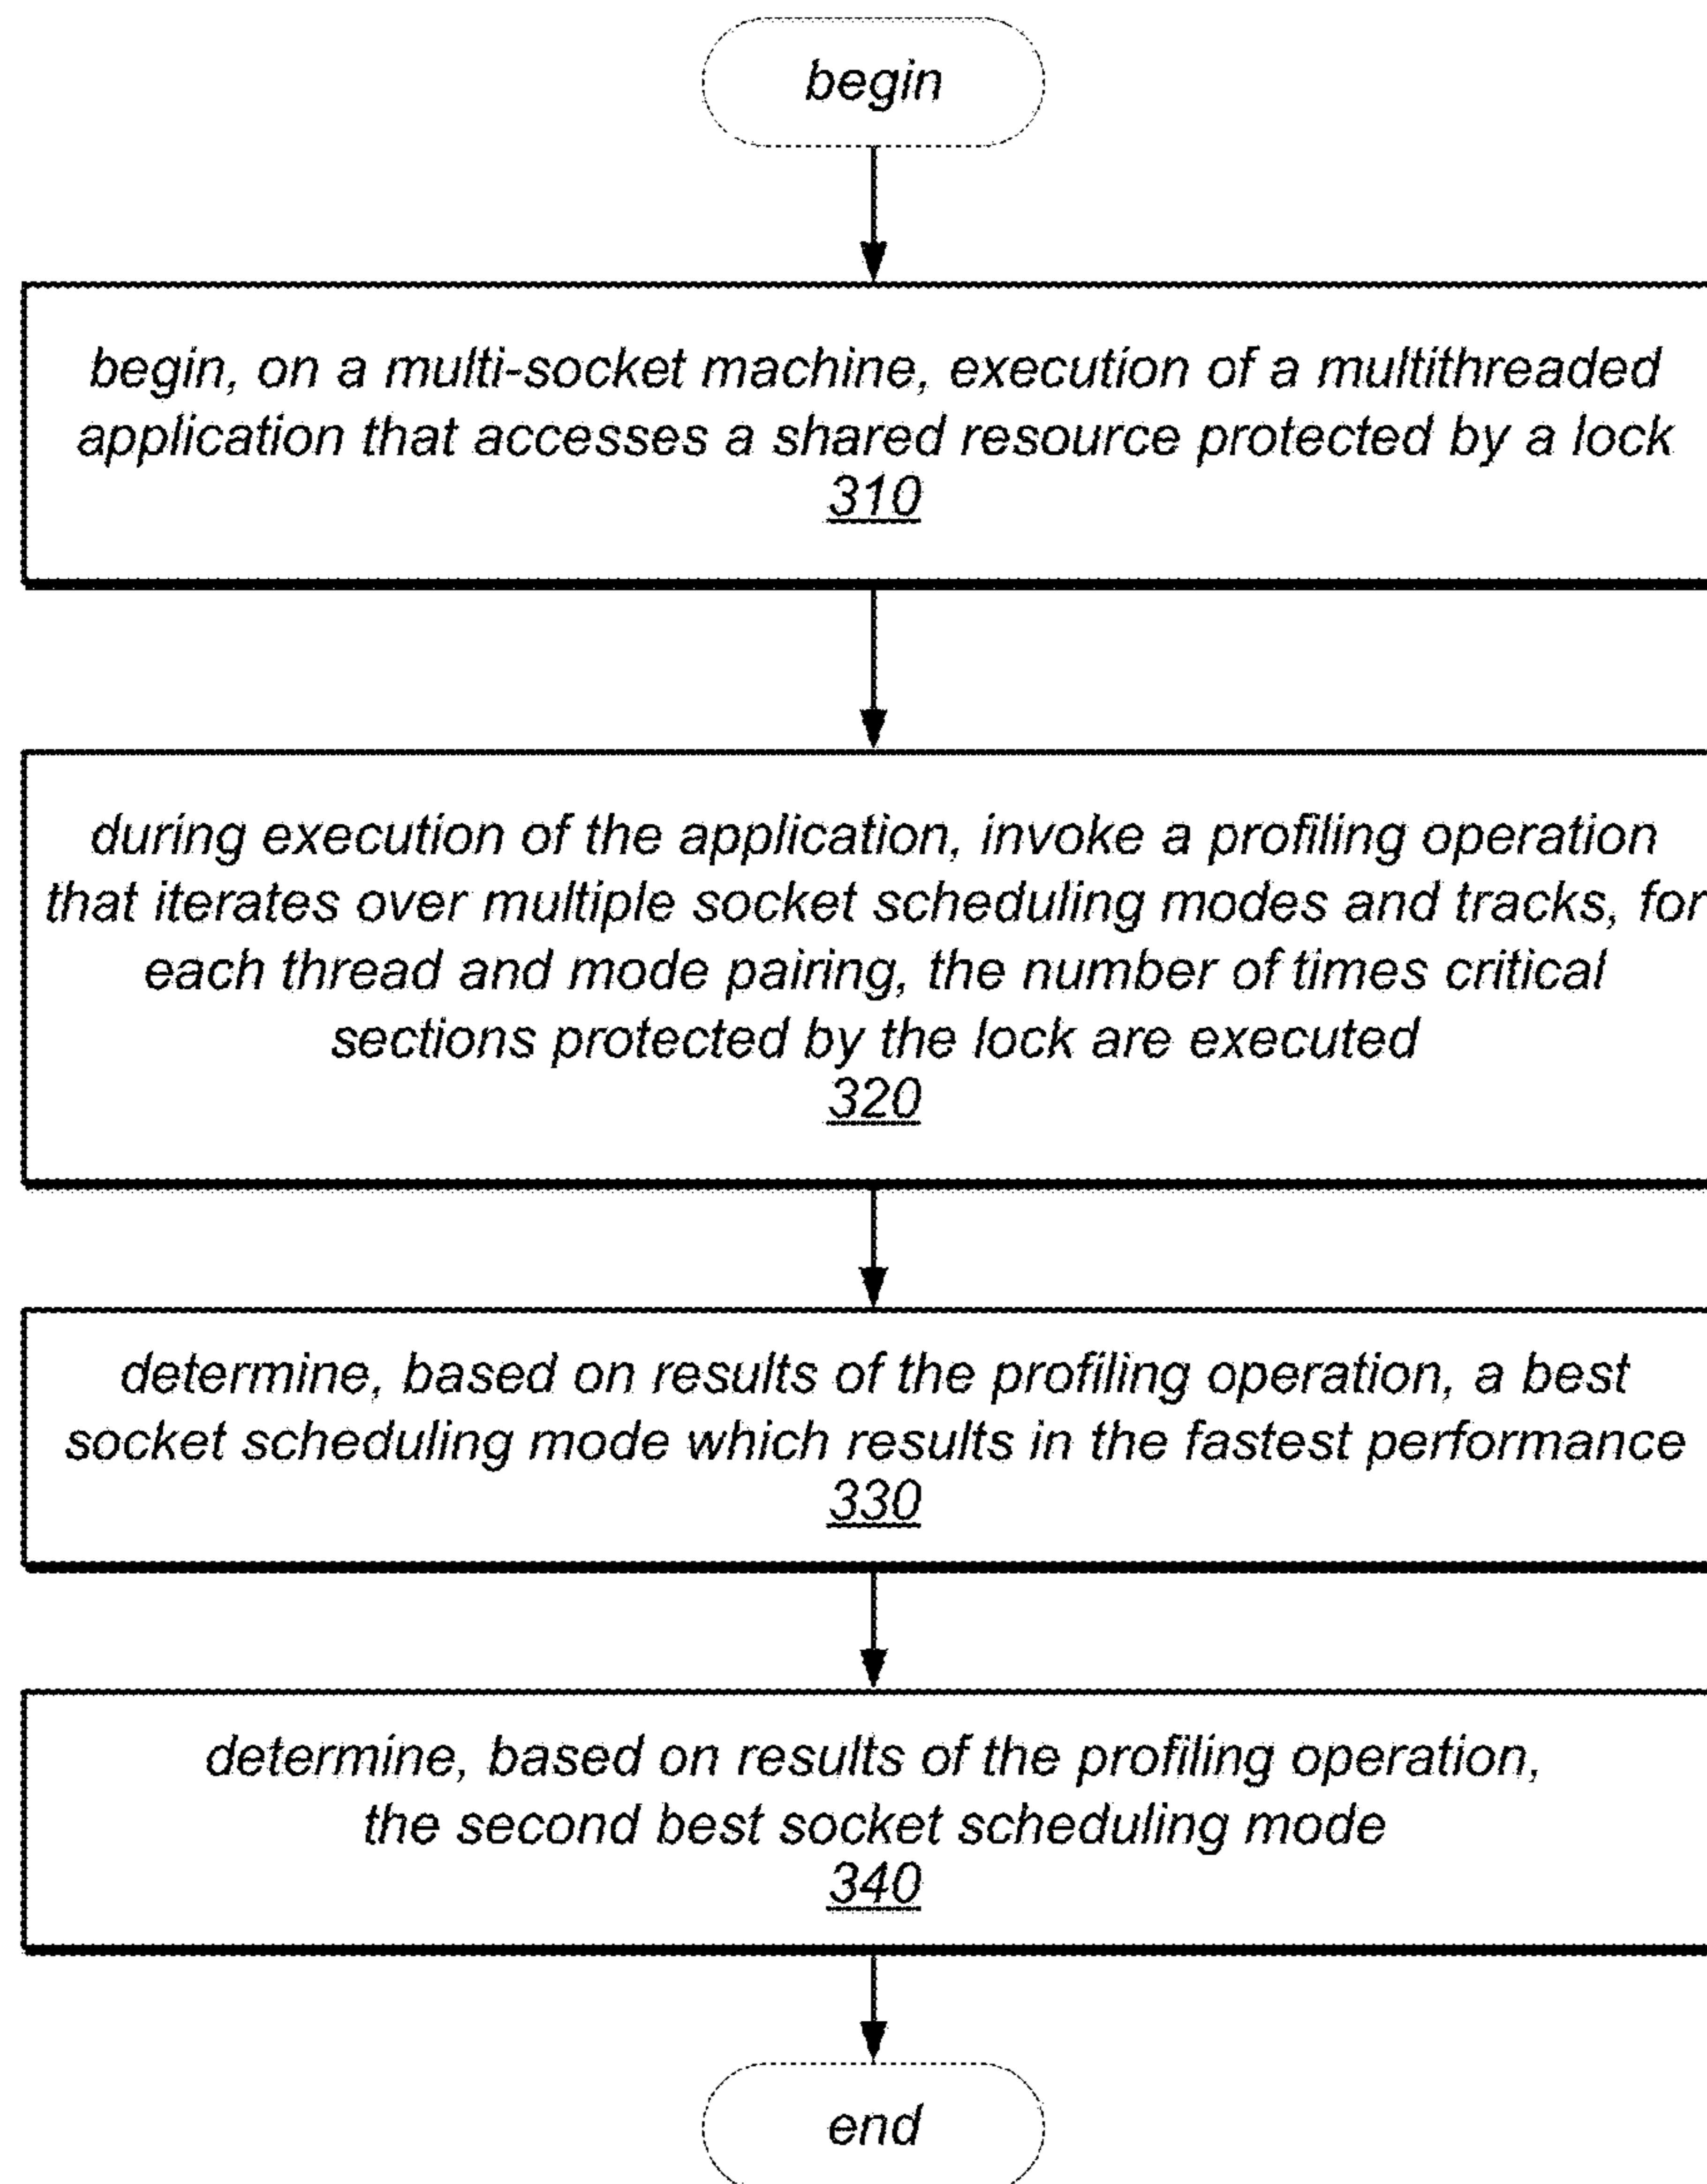 begin
begin, on a multi-socket machine, execution of a multithreaded
application that accesses a shared resource protected by a lock
310
during execution of the application, invoke a profiling operation
that iterates over multiple socket scheduling modes and tracks, for
each thread and mode pairing, the number of times critical
sections protected by the lock are executed
320
determine, based on results of the profiling operation, a best
socket scheduling mode which results in the fastest performance
330
determine, based on results of the profiling operation,
the second best socket scheduling mode
340
end